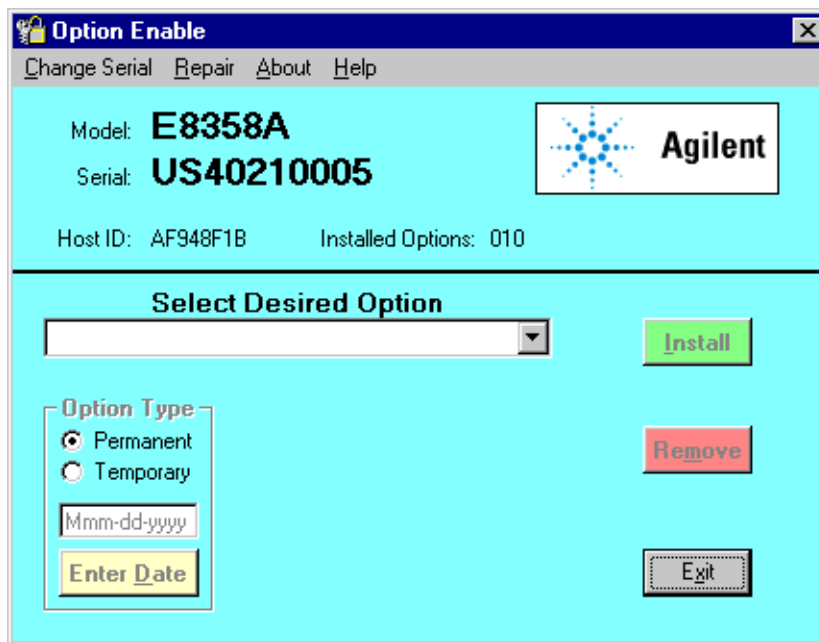 Option Enable
Change Serial Repair About Help
Model: E8358A
Serial: US40210005
Agilent
Host ID: AF948F1B Installed Options: 010
Select Desired Option
Install
Option Type
Permanent
Temporary
Remove
Mmm-dd-yyyy
Enter Date
Exit